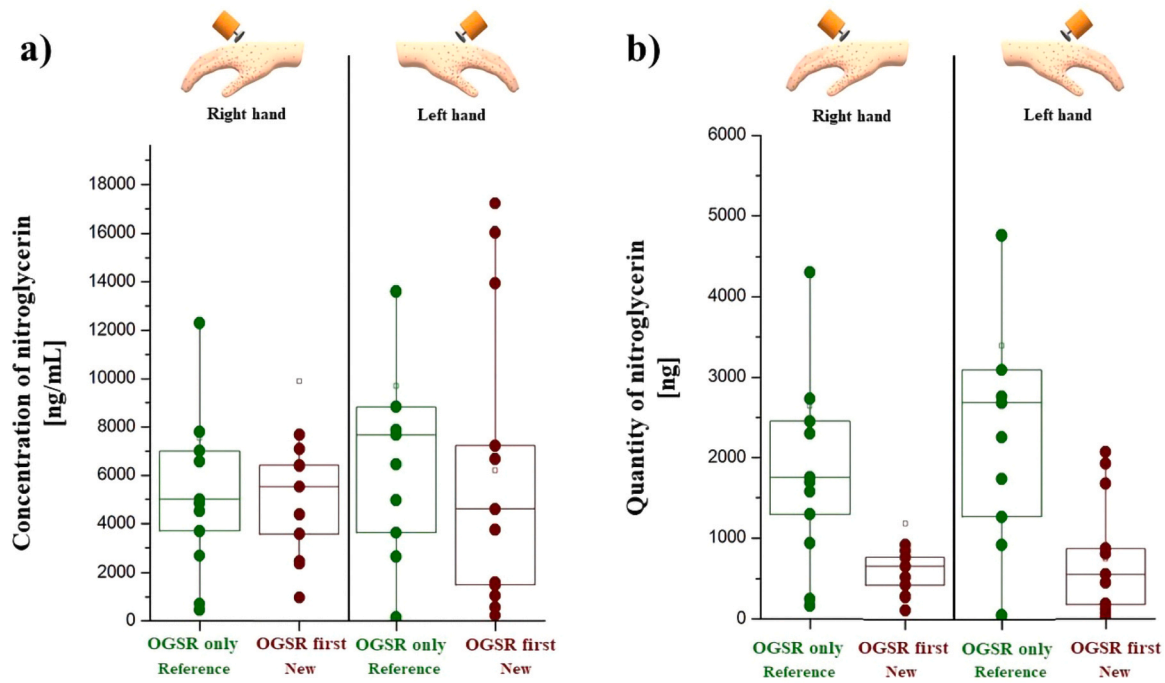 a)
Right hand
Left hand
Concentration of nitroglycerin
[ng/mL]
18000
16000
14000
12000
10000
8000
6000
4000
2000
0
OGSR only
Reference
OGSR first
New
OGSR only
Reference
OGSR first
New
b)
Right hand
Left hand
Quantity of nitroglycerin
[ng]
6000
5000
4000
3000
2000
1000
0
OGSR only
Reference
OGSR first
New
OGSR only
Reference
OGSR first
New